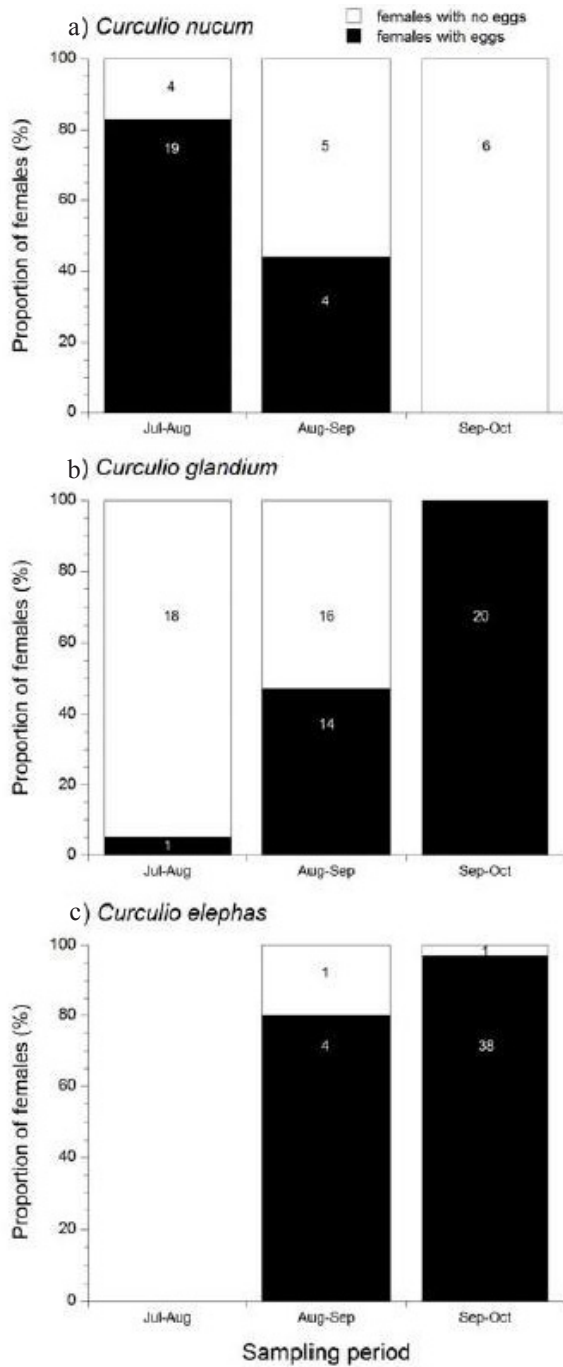 a) Curculio nucum
females with no eggs
females with eggs
Proportion of females (%)
100
80
60
40
20
0
4
19
5
4
6
Jul-Aug Aug-Sep Sep-Oct
b) Curculio glandium
Proportion of females (%)
100
80
60
40
20
0
18
1
16
14
20
Jul-Aug Aug-Sep Sep-Oct
c) Curculio elephas
Proportion of females (%)
100
80
60
40
20
0
1
4
1
38
Jul-Aug Aug-Sep Sep-Oct
Sampling period